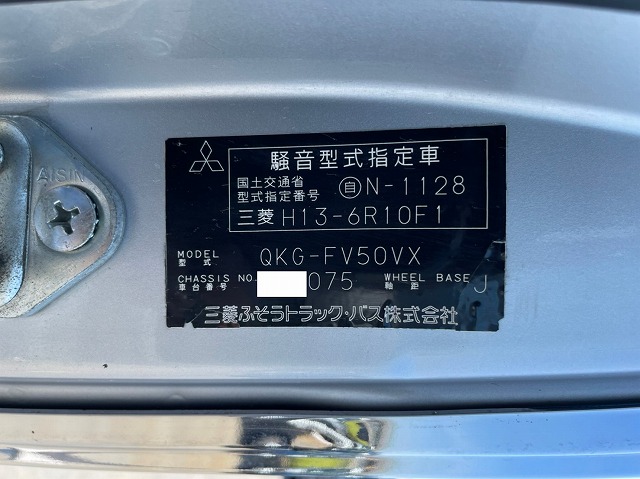 AISIN
騒音型式指定車
国土交通省
型式指定番号 自N-1128
三菱 H13-6R10F1
MODEL 型式 QKG-FV50VX
CHASSIS NO. 車台番号 075 WHEEL BASE 軸距 J
三菱ふそうトラック・バス株式会社